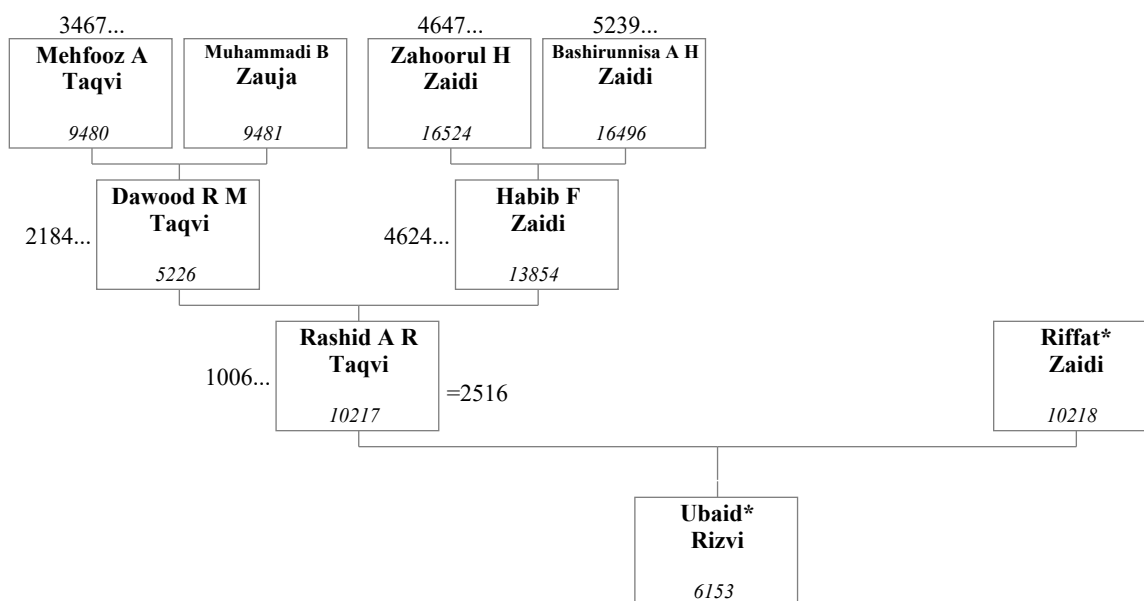 3467...
4647...
5239...
Mehfooz A
Taqvi
9480
Muhammadi B
Zauja
9481
Zahoorul H
Zaidi
16524
Bashirunnisa A H
Zaidi
16496
2184...
Dawood R M
Taqvi
5226
4624...
Habib F
Zaidi
13854
1006...
Rashid A R
Taqvi
10217
=2516
Riffat*
Zaidi
10218
Ubaid*
Rizvi
6153